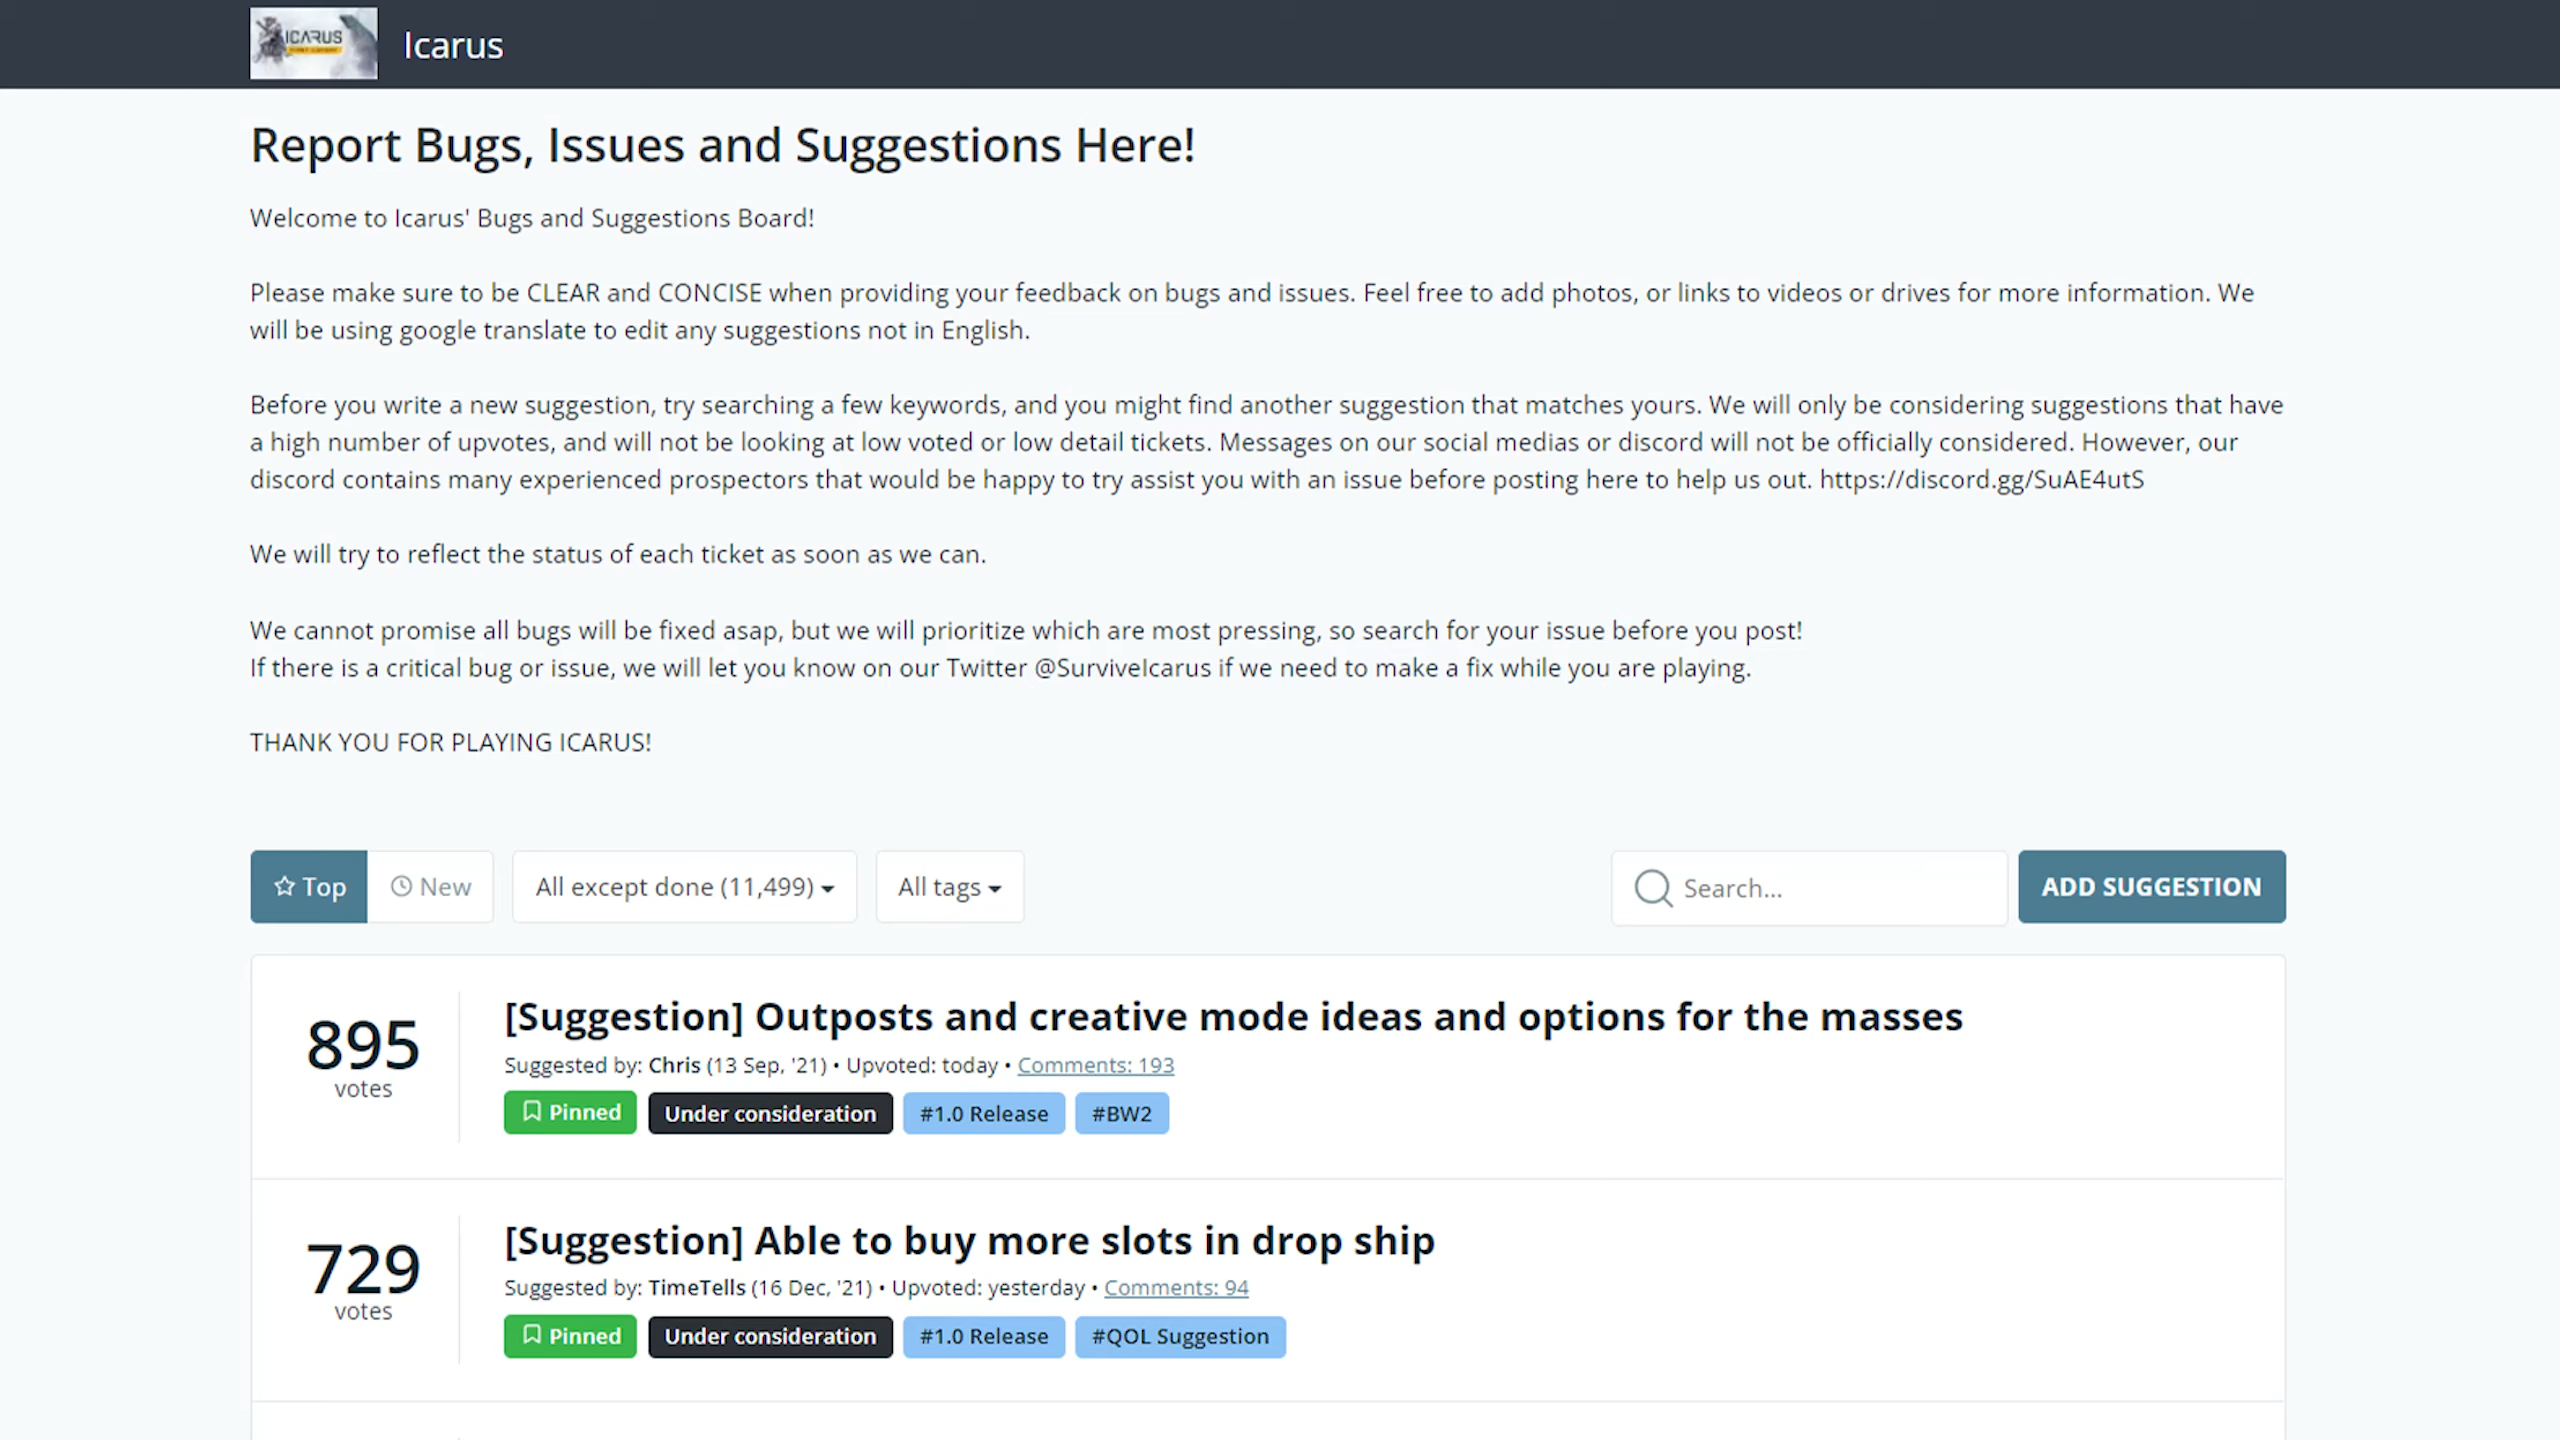 ICARUS
Icarus
Report Bugs, Issues and Suggestions Here!
Welcome to Icarus' Bugs and Suggestions Board!
Please make sure to be CLEAR and CONCISE when providing your feedback on bugs and issues. Feel free to add photos, or links to videos or drives for more information. We
will be using google translate to edit any suggestions not in English.
Before you write a new suggestion, try searching a few keywords, and you might find another suggestion that matches yours. We will only be considering suggestions that have
a high number of upvotes, and will not be looking at low voted or low detail tickets. Messages on our social medias or discord will not be officially considered. However, our
discord contains many experienced prospectors that would be happy to try assist you with an issue before posting here to help us out. https://discord.gg/SuAE4utS
We will try to reflect the status of each ticket as soon as we can.
We cannot promise all bugs will be fixed asap, but we will prioritize which are most pressing, so search for your issue before you post!
If there is a critical bug or issue, we will let you know on our Twitter @SurviveIcarus if we need to make a fix while you are playing.
THANK YOU FOR PLAYING ICARUS!
Top New All except done (11,499) All tags Search... ADD SUGGESTION
895 votes
[Suggestion] Outposts and creative mode ideas and options for the masses
Suggested by: Chris (13 Sep, '21) • Upvoted: today • Comments: 193
Pinned Under consideration #1.0 Release #BW2
729 votes
[Suggestion] Able to buy more slots in drop ship
Suggested by: TimeTells (16 Dec, '21) • Upvoted: yesterday • Comments: 94
Pinned Under consideration #1.0 Release #QOL Suggestion